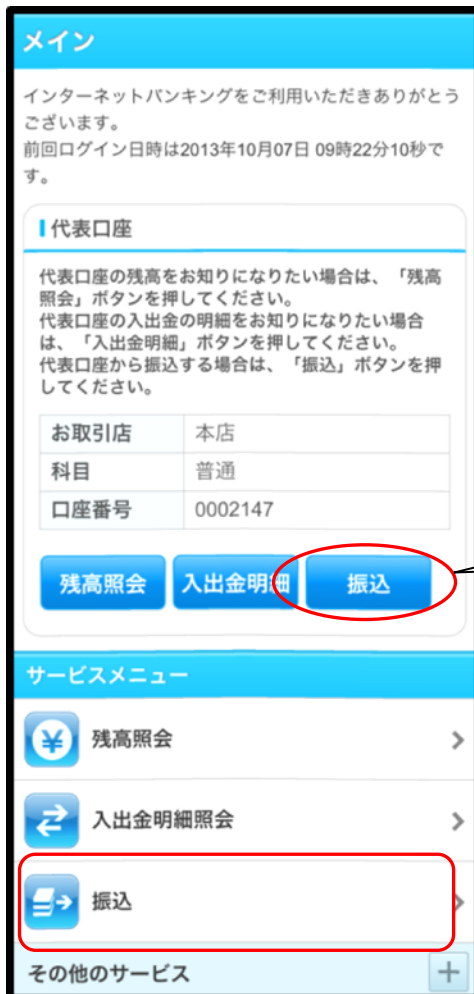 メイン
インターネットバンキングをご利用いただきありがとう
ございます。
前回ログイン日時は2013年10月07日 09時22分10秒で
す。
代表口座
代表口座の残高をお知りになりたい場合は、「残高
照会」ボタンを押してください。
代表口座の入出金の明細をお知りになりたい場合
は、「入出金明細」ボタンを押してください。
代表口座から振込する場合は、「振込」ボタンを押
してください。
お取引店 本店
科目 普通
口座番号 0002147
残高照会 入出金明細 振込
サービスメニュー
残高照会
入出金明細照会
振込
その他のサービス